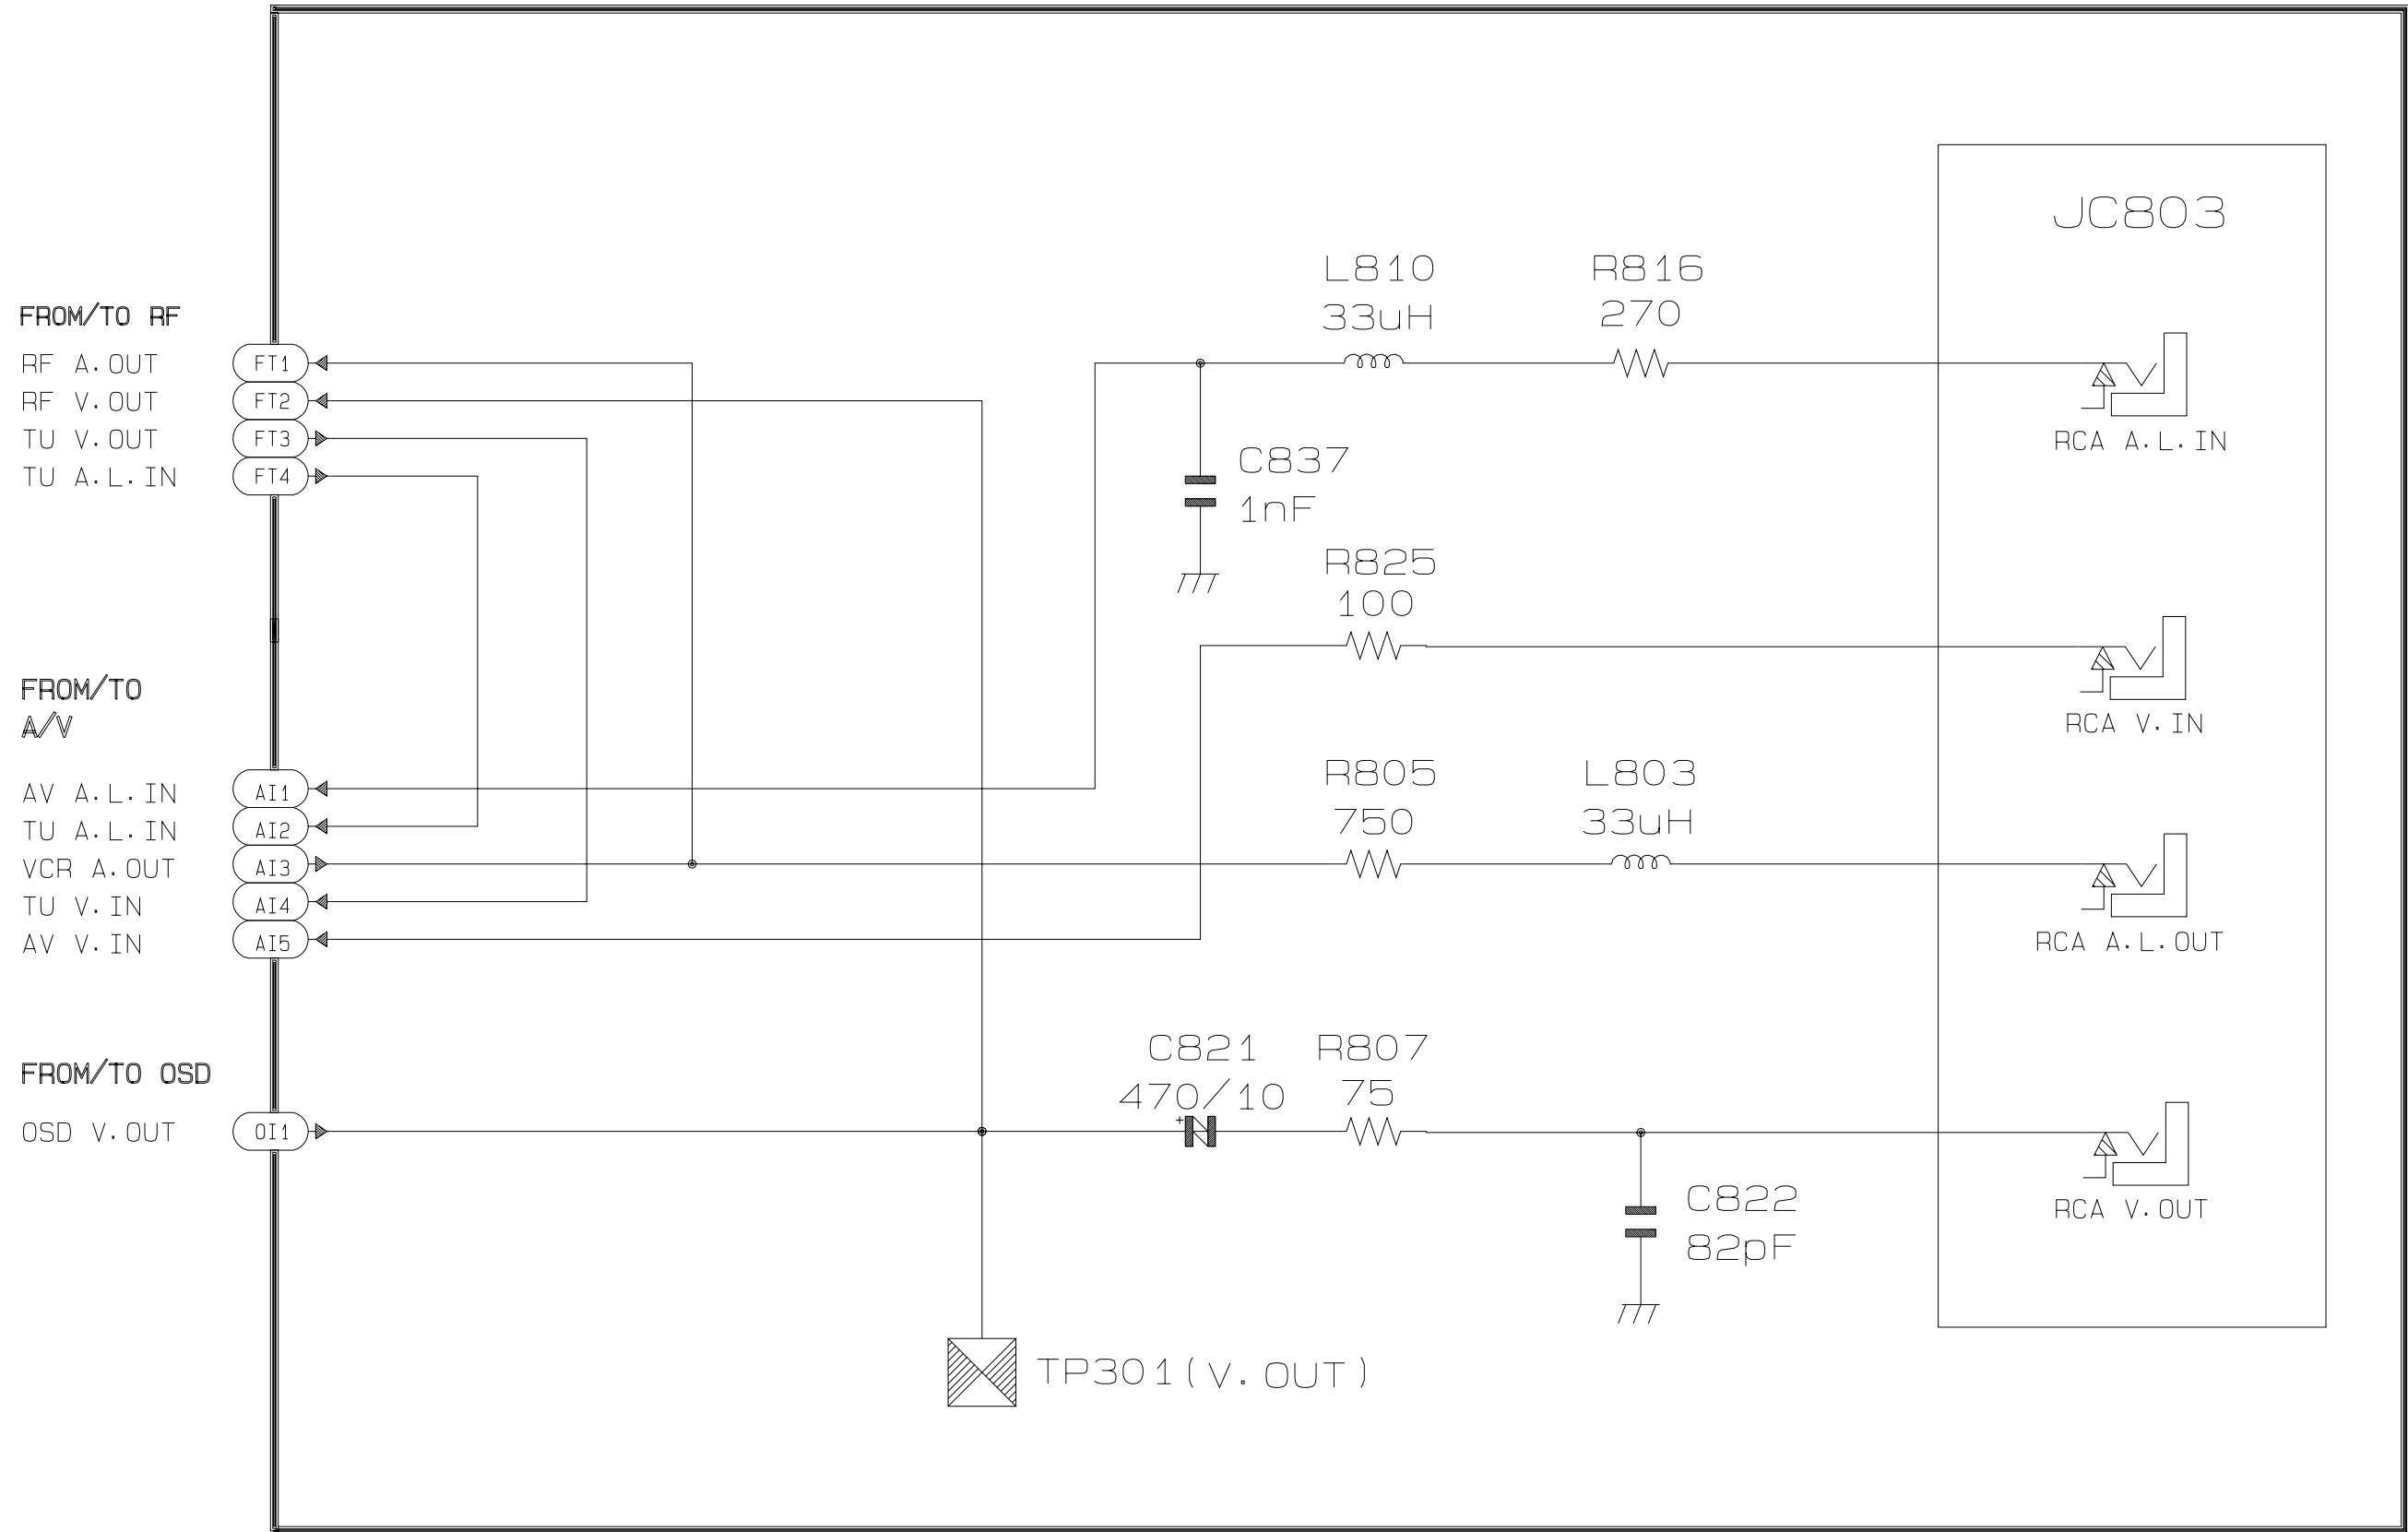 JC803
L810
33uH
R816
270
FROM/TO RF
RF A.OUT
FT1
RF V.OUT
FT2
TU V.OUT
FT3
TU A.L.IN
FT4
RCA A.L.IN
C837
1nF
R825
100
FROM/TO
A/V
RCA V.IN
R805
750
L803
33uH
AV A.L.IN
AI1
TU A.L.IN
AI2
VCR A.OUT
AI3
TU V.IN
AI4
AV V.IN
AI5
RCA A.L.OUT
C821
470/10
+
R807
75
FROM/TO OSD
OSD V.OUT
OI1
C822
82pF
RCA V.OUT
TP301(V.OUT)